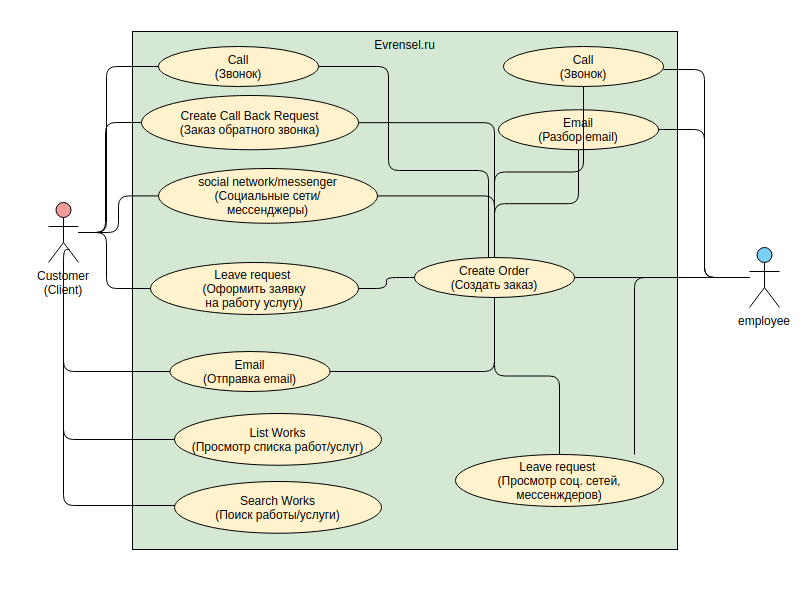 Evrensel.ru
Call
(Звонок)
Call
(Звонок)
Create Call Back Request
(Заказ обратного звонка)
Email
(Разбор email)
social network/messenger
(Социальные сети/
мессенджеры)
Customer
(Client)
Leave request
(Оформить заявку
на работу услугу)
Create Order
(Создать заказ)
employee
Email
(Отправка email)
List Works
(Просмотр списка работ/услуг)
Leave request
(Просмотр соц. сетей,
мессенждеров)
Search Works
(Поиск работы/услуги)